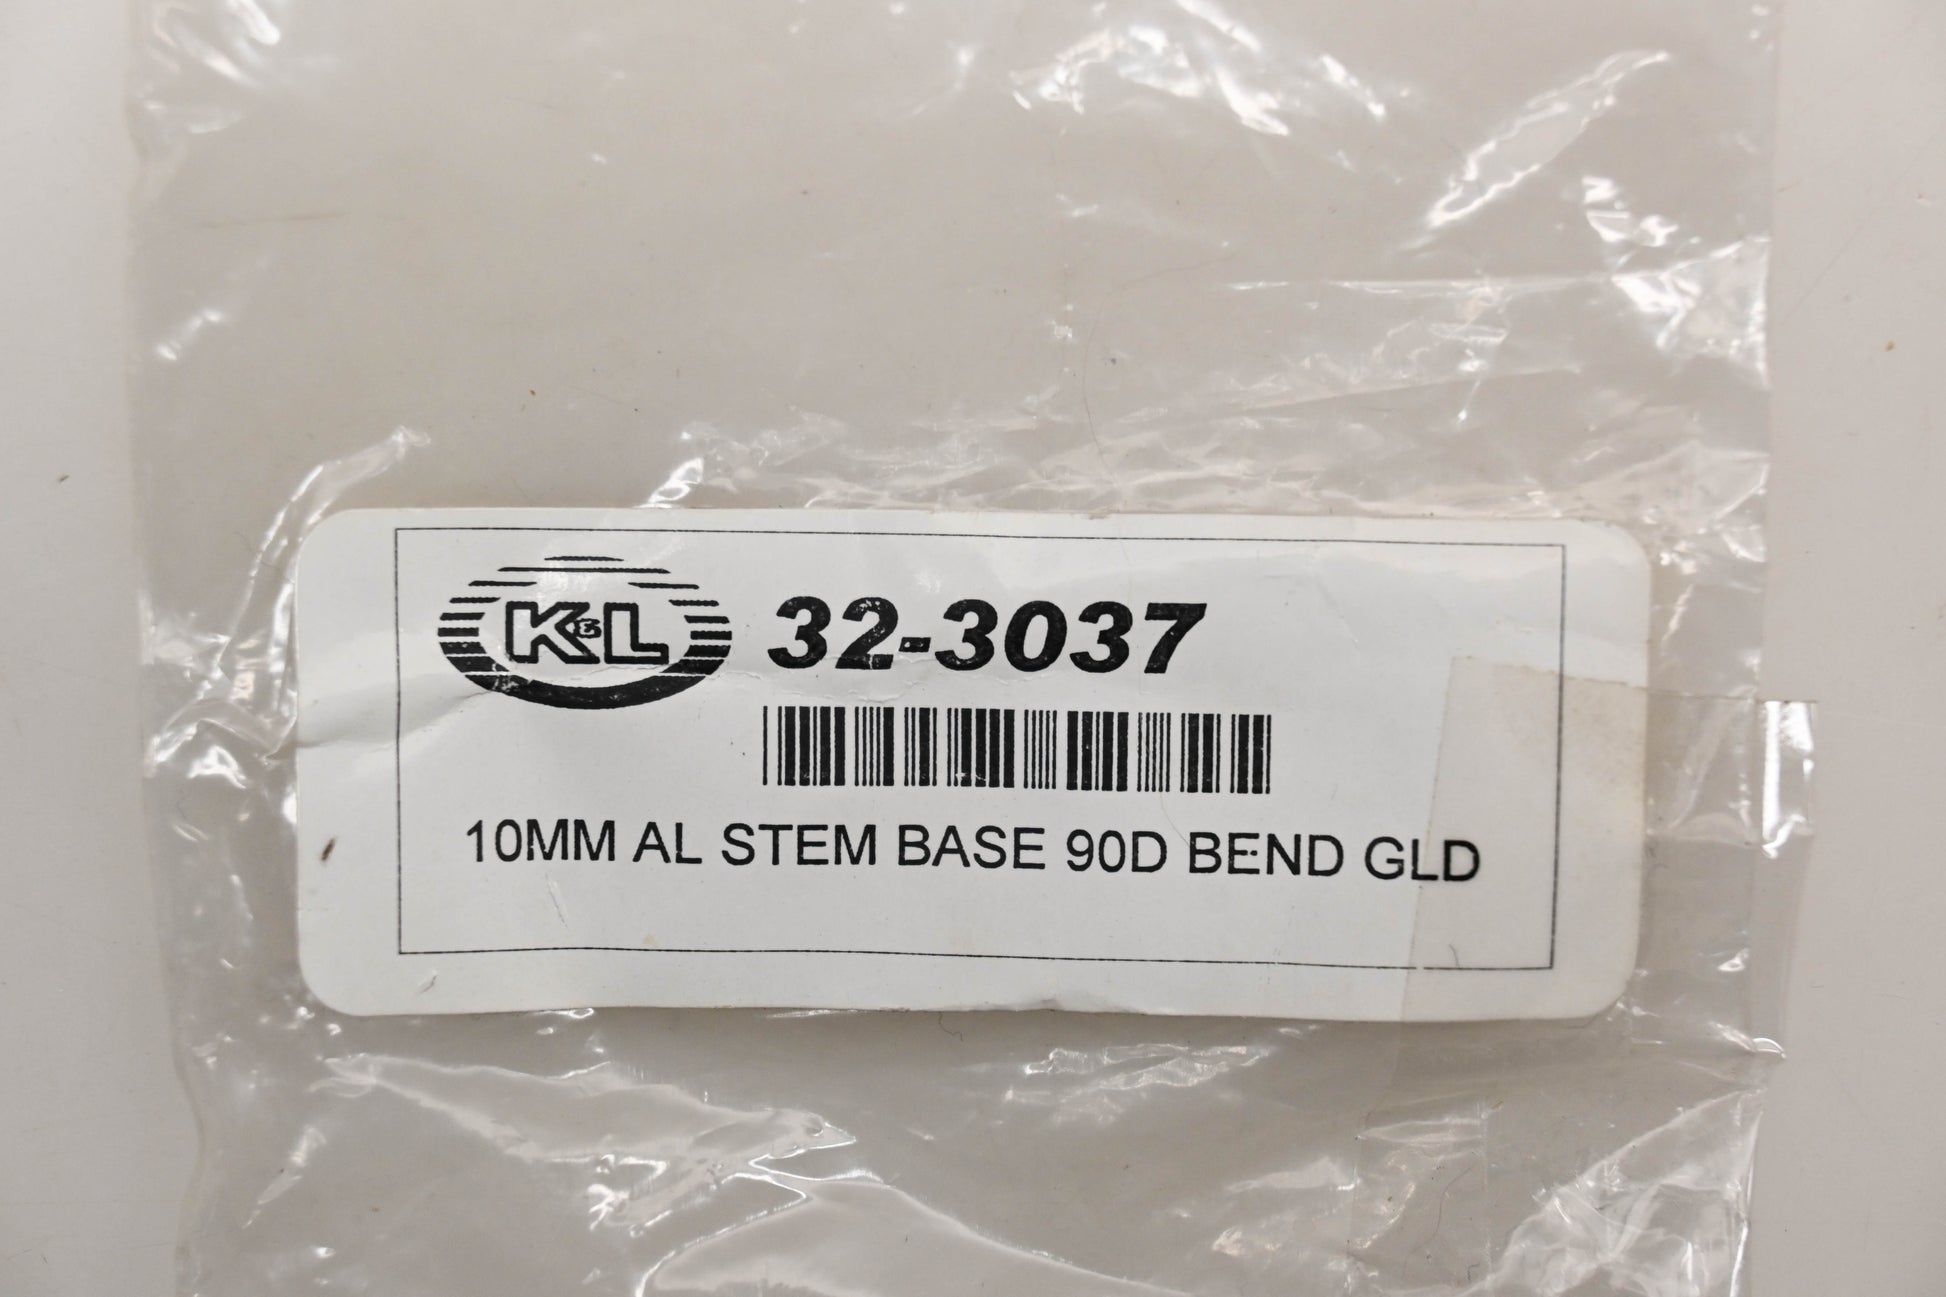 K&L 32-3037
10MM AL STEM BASE 90D BEND GLD